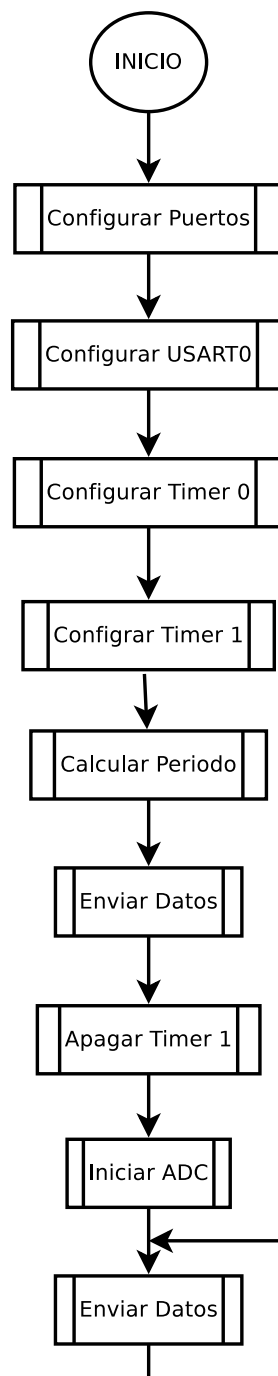 INICIO
Configurar Puertos
Configurar USART0
Configurar Timer 0
Configrar Timer 1
Calcular Periodo
Enviar Datos
Apagar Timer 1
Iniciar ADC
Enviar Datos